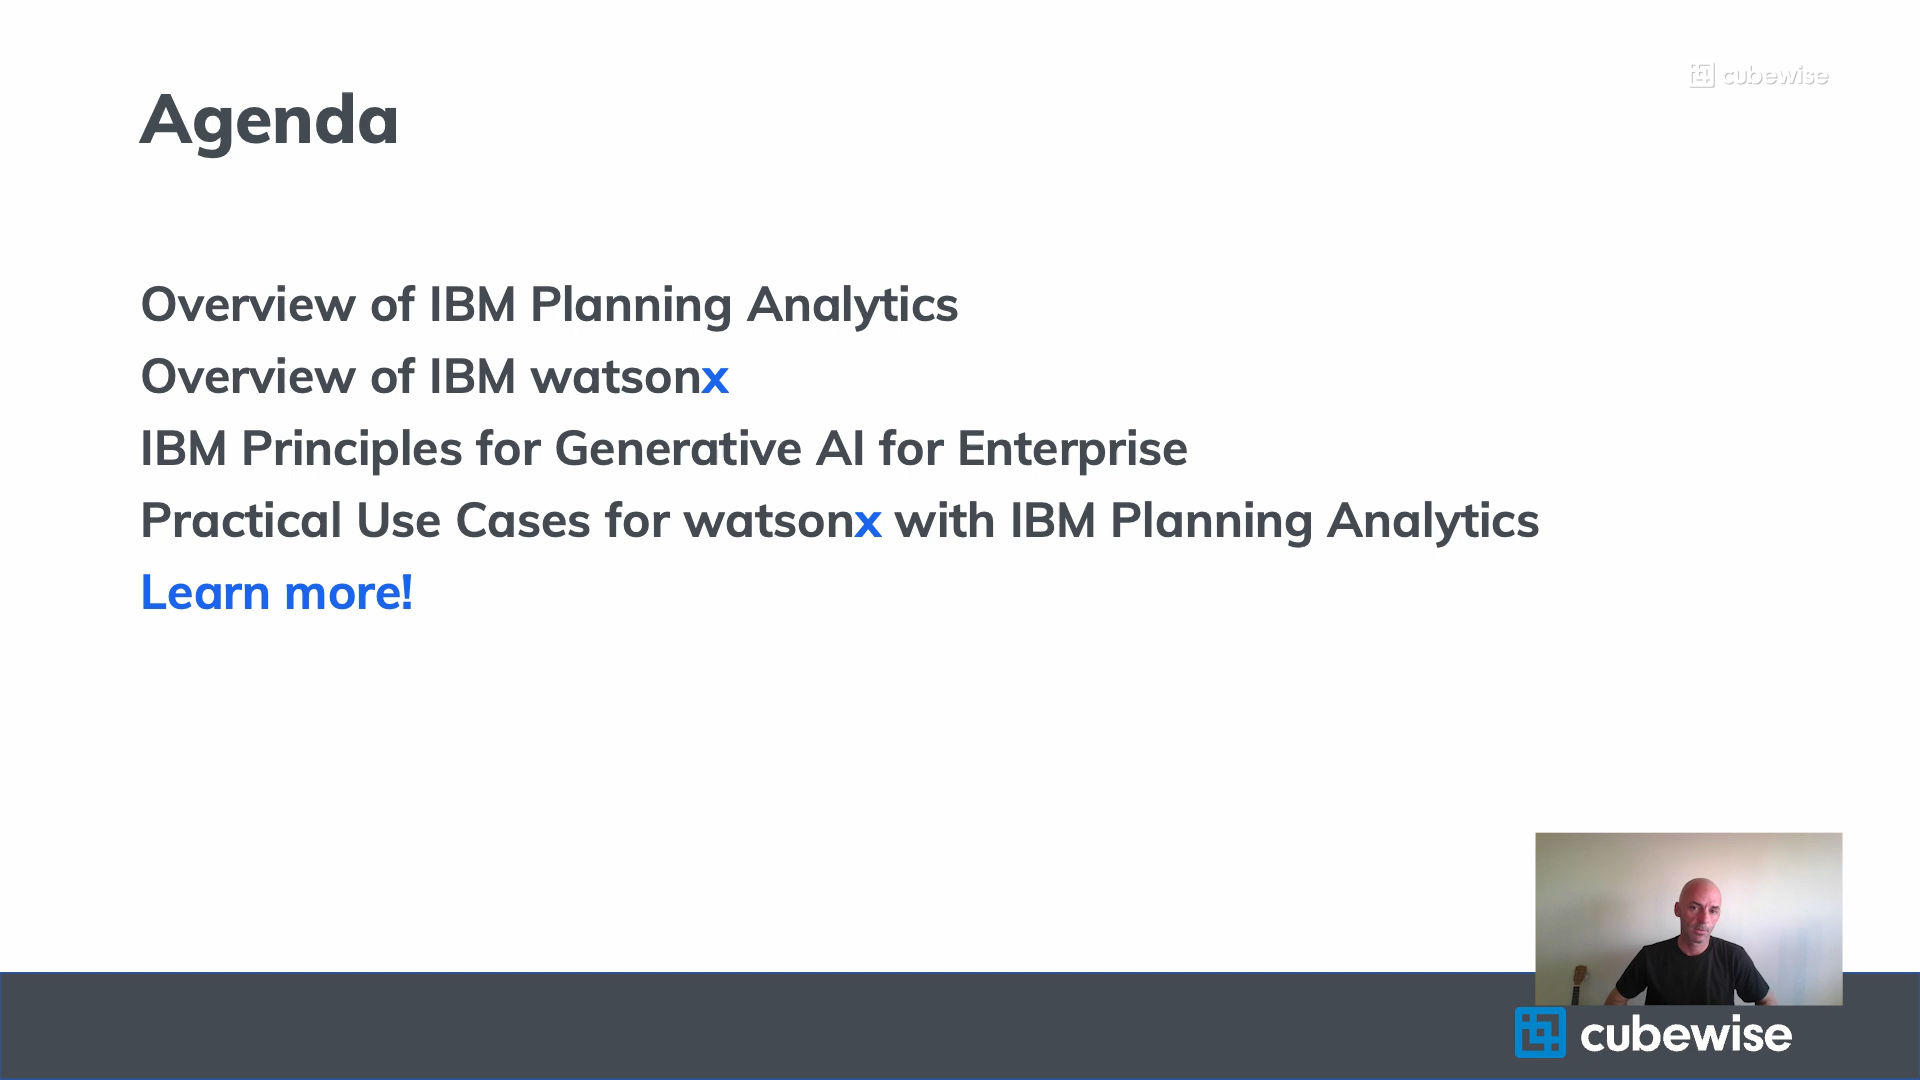 cubewise
Agenda
Overview of IBM Planning Analytics
Overview of IBM watsonx
IBM Principles for Generative AI for Enterprise
Practical Use Cases for watsonx with IBM Planning Analytics
Learn more!
cubewise